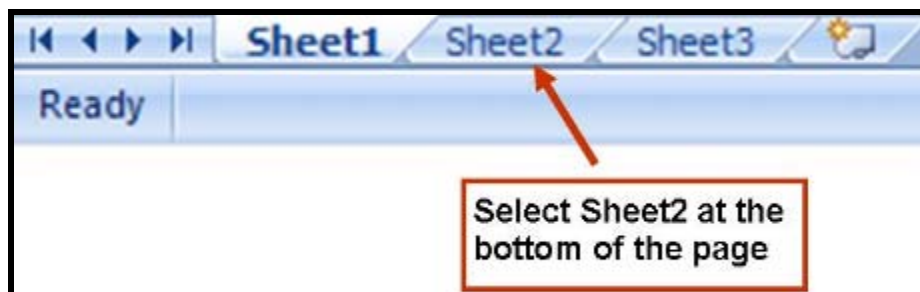 Sheet1 Sheet2 Sheet3
Ready
Select Sheet2 at the
bottom of the page